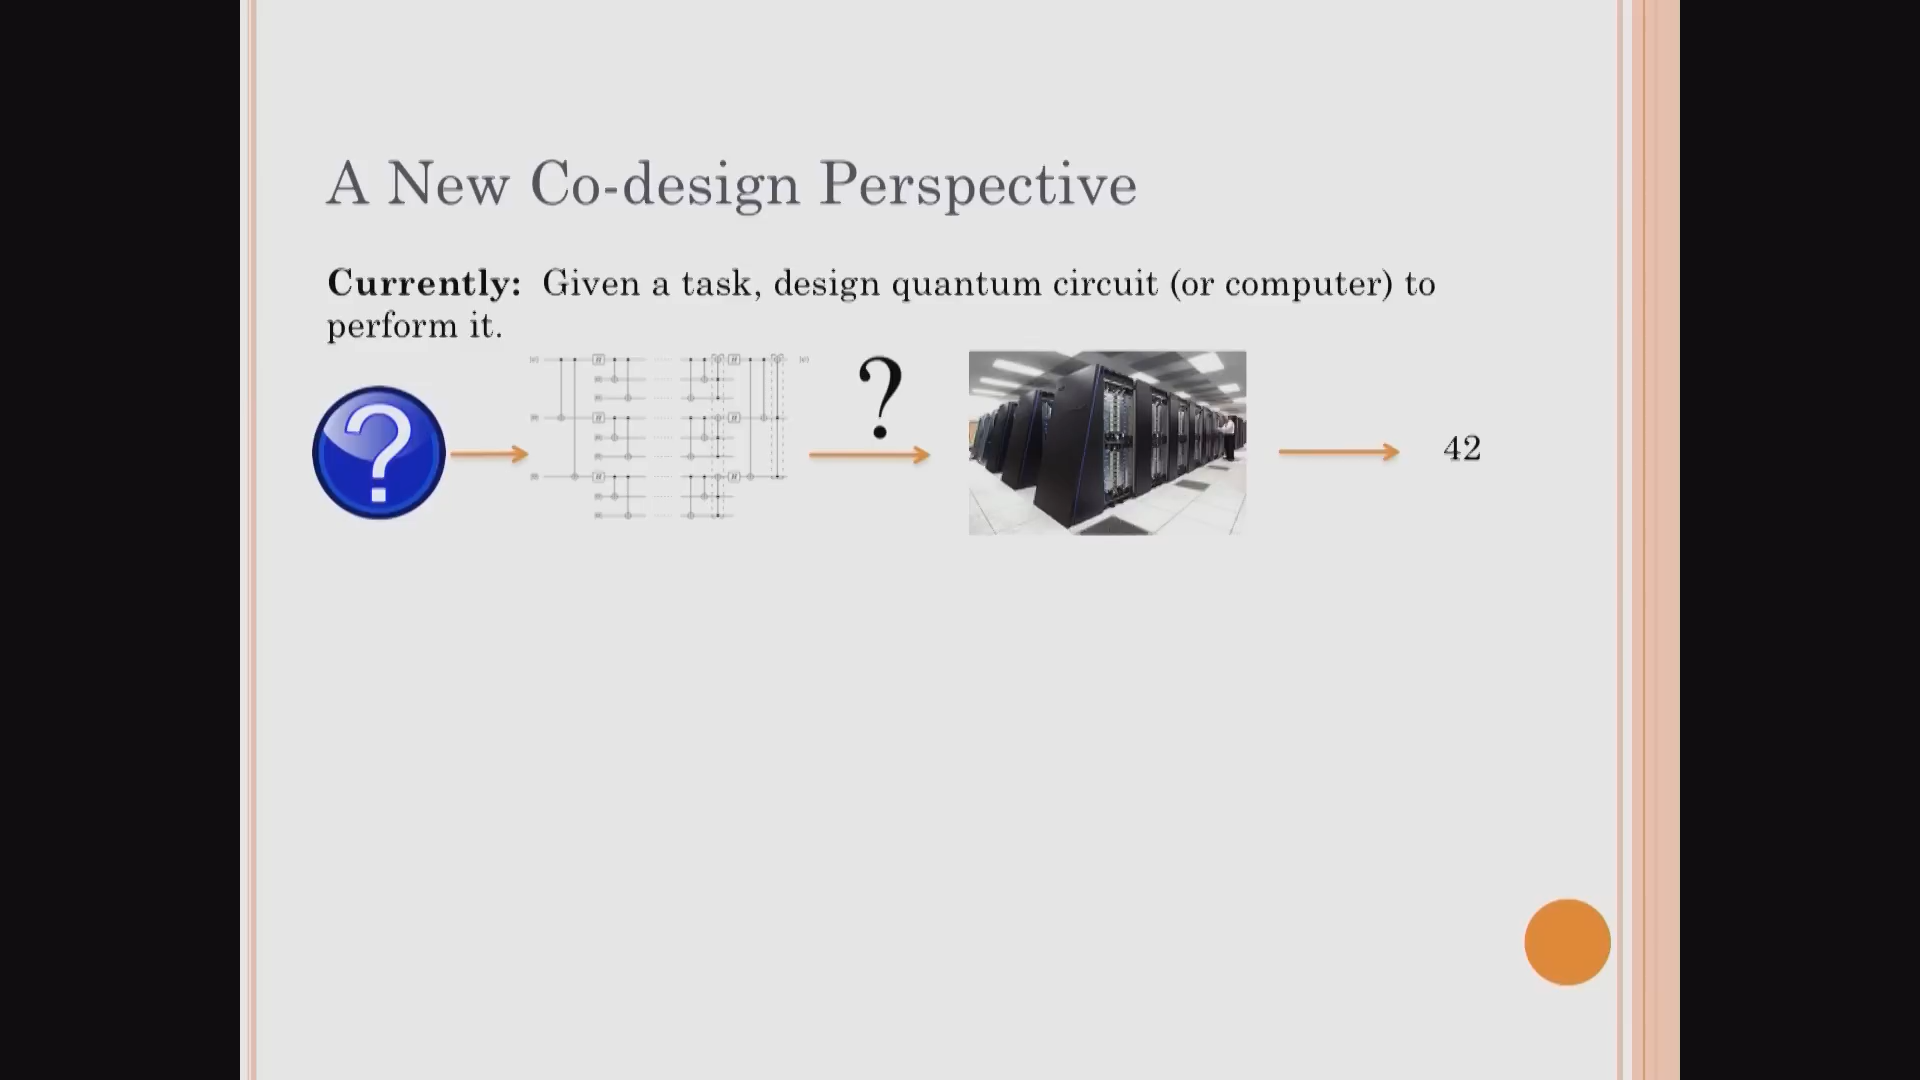 A New Co-design Perspective
Currently: Given a task, design quantum circuit (or computer) to
perform it.
?
?
42